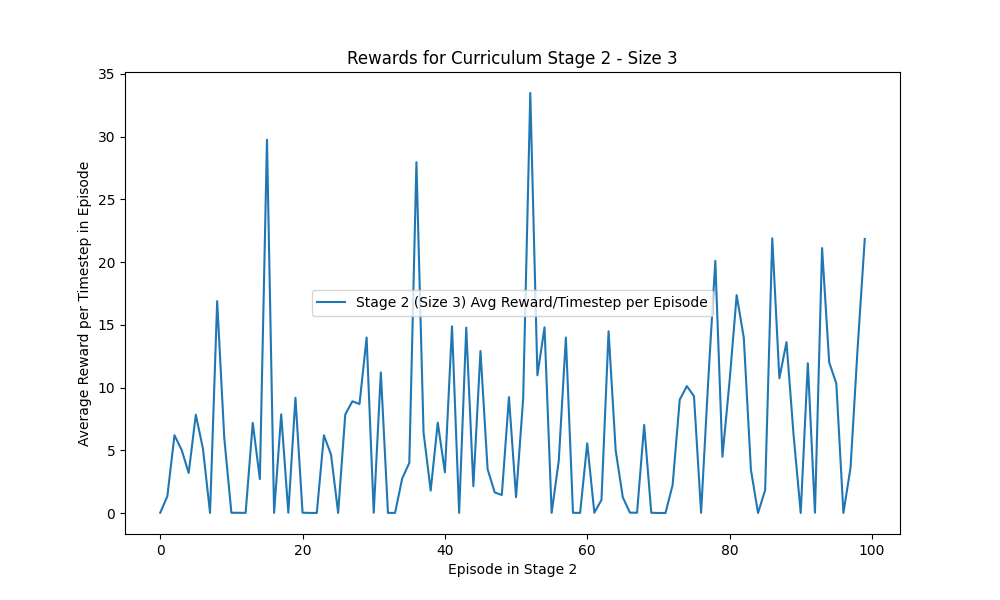 Rewards for Curriculum Stage 2 - Size 3
Average Reward per Timestep in Episode
35
30
25
20
15
10
5
0
Stage 2 (Size 3) Avg Reward/Timestep per Episode
0 20 40 60 80 100
Episode in Stage 2